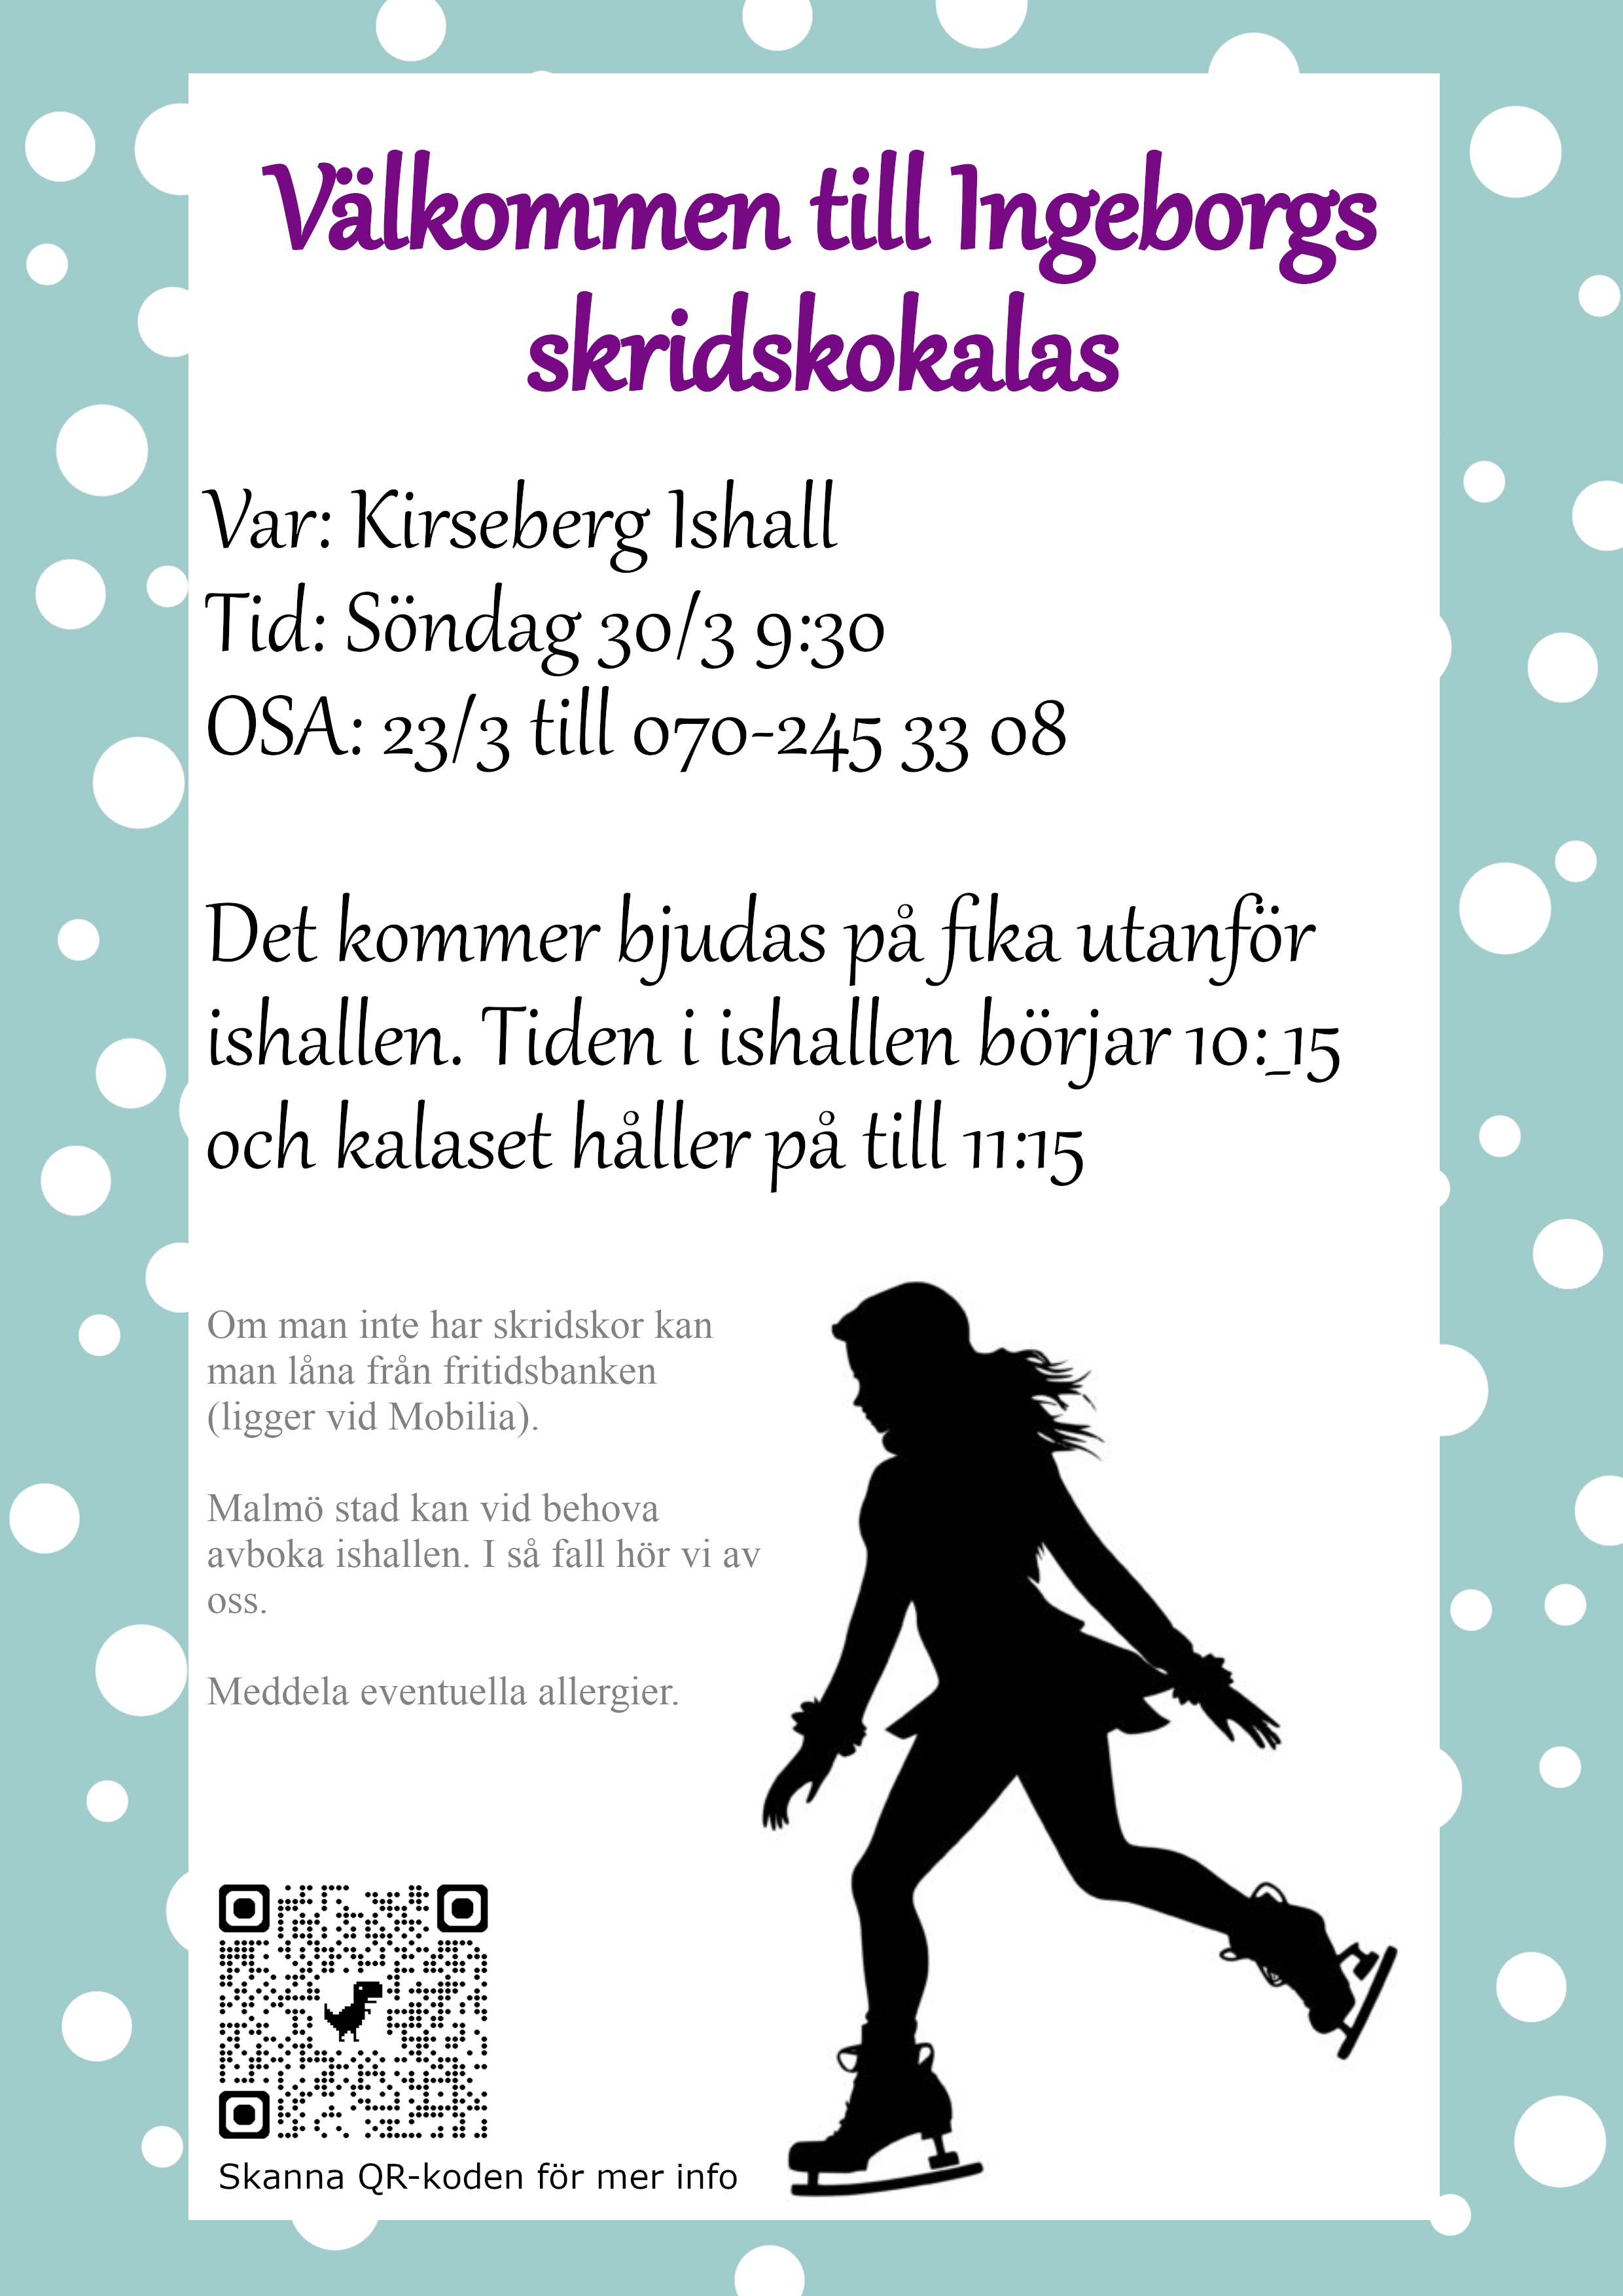 Välkommen till Ingeborgs
skridskokalas
Var: Kirseberg Ishall
Tid: Söndag 30/3 9:30
OSA: 23/3 till 070-245 33 08
Det kommer bjudas på fika utanför
ishallen. Tiden i ishallen börjar 10:_15
och kalaset håller på till 11:15
Om man inte har skridskor kan
man låna från fritidsbanken
(ligger vid Mobilia).
Malmö stad kan vid behova
avboka ishallen. I så fall hör vi av
oss.
Meddela eventuella allergier.
Skanna QR-koden för mer info